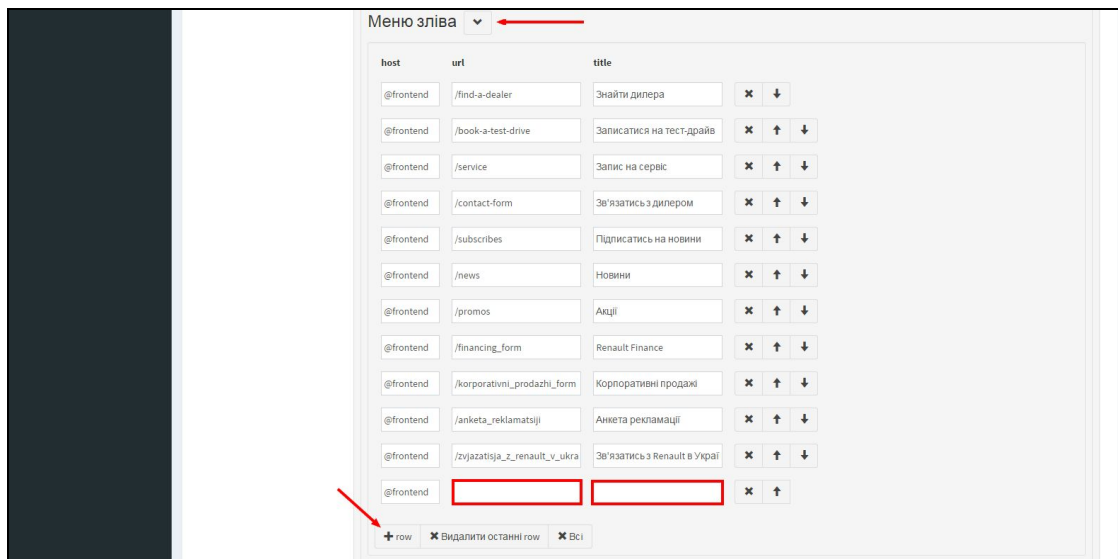 Меню зліва
host url title
@frontend /find-a-dealer Знайти дилера
@frontend /book-a-test-drive Записатися на тест-драйв
@frontend /service Запис на сервіс
@frontend /contact-form Зв'язатись з дилером
@frontend /subscribes Підписатись на новини
@frontend /news Новини
@frontend /promos Акції
@frontend /financing_form Renault Finance
@frontend /korporativni_prodazhi_form Корпоративні продажі
@frontend /anketa_reklamatsiji Анкета рекламації
@frontend /zvjazatisja_z_renault_v_ukra Зв'язатись з Renault в Украї
@frontend
row Видалити останні row Всі